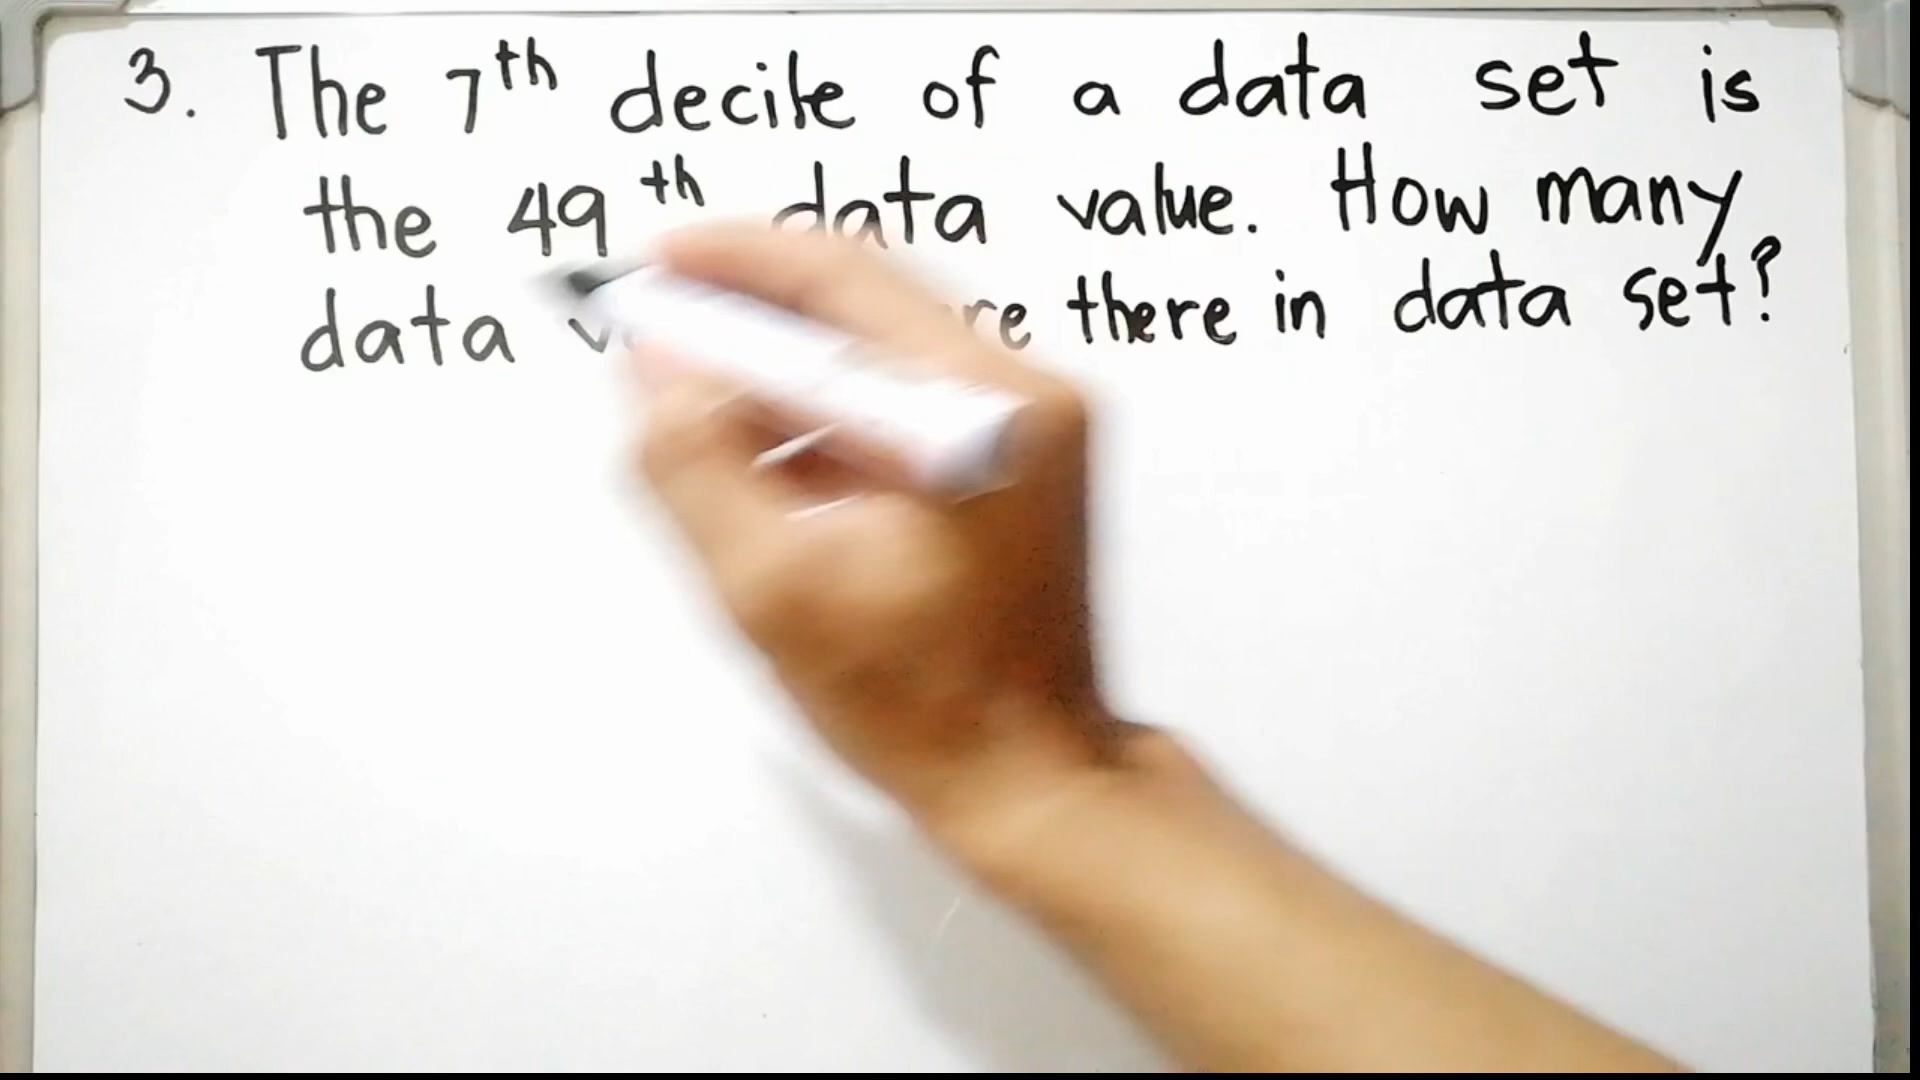 3. The 7th decile of a data set is
the 49th data value. How many
data there in data set?